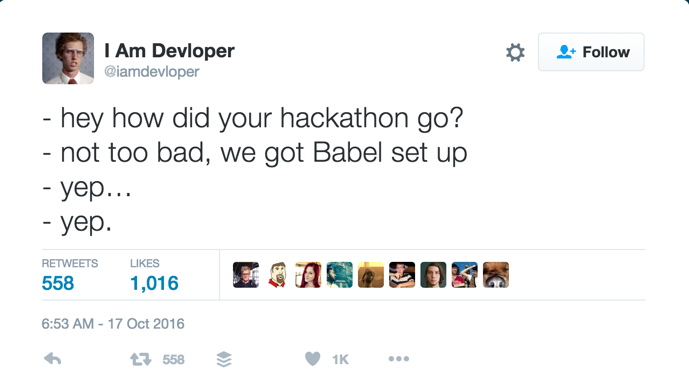 I Am Devloper
@iamdevloper
Follow
- hey how did your hackathon go?
- not too bad, we got Babel set up
- yep…
- yep.
RETWEETS LIKES
558 1,016
6:53 AM - 17 Oct 2016
558 1K